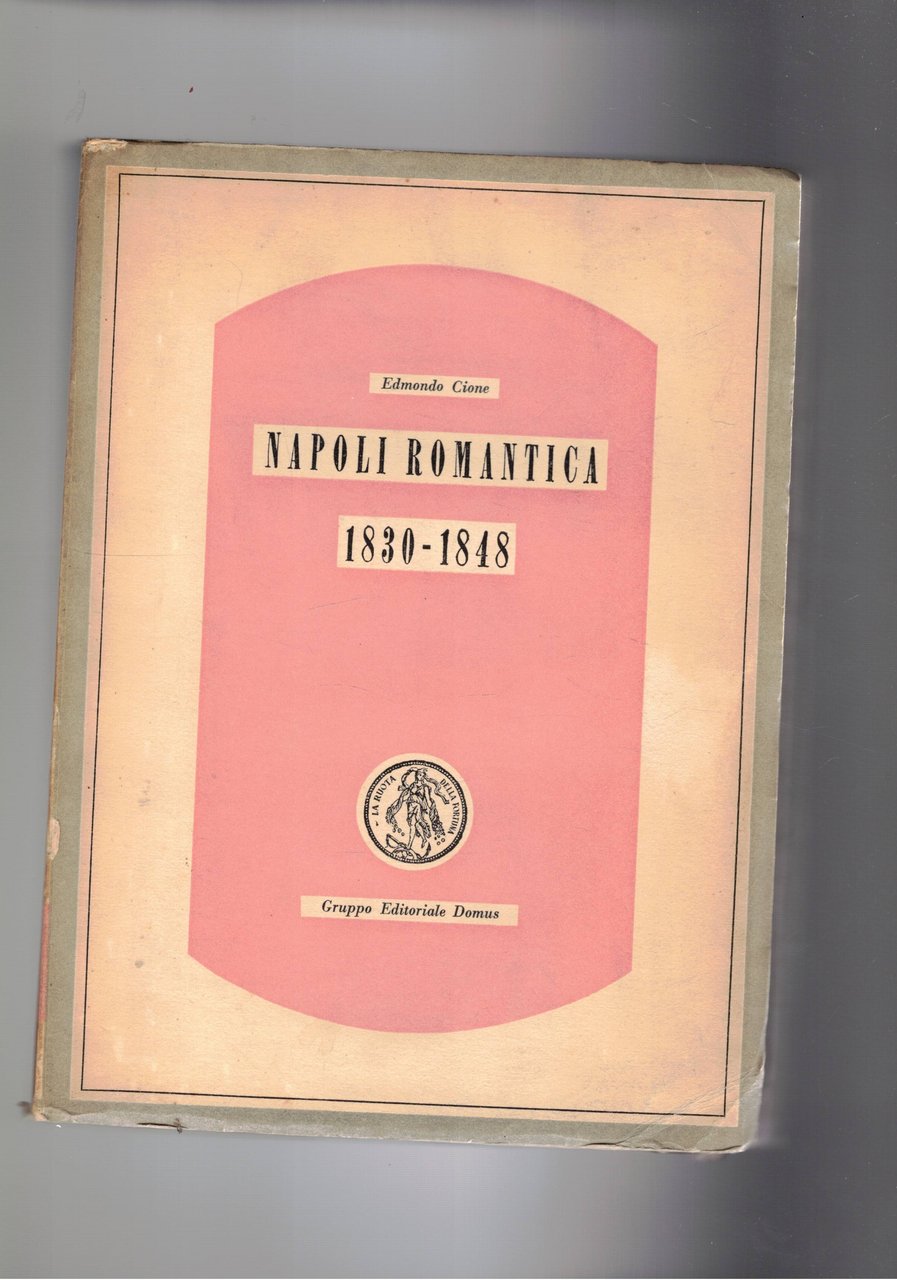 Edmondo Cione
NAPOLI ROMANTICA
1830-1848
LA RUOTA DELLA FORTUNA
Gruppo Editoriale Domus